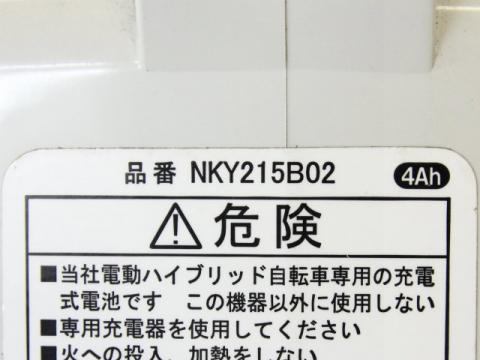 品番 NKY215B02 4Ah
危険
■当社電動ハイブリッド自転車専用の充電
式電池です この機器以外に使用しない
■専用充電器を使用してください
■火への投入、加熱をしない